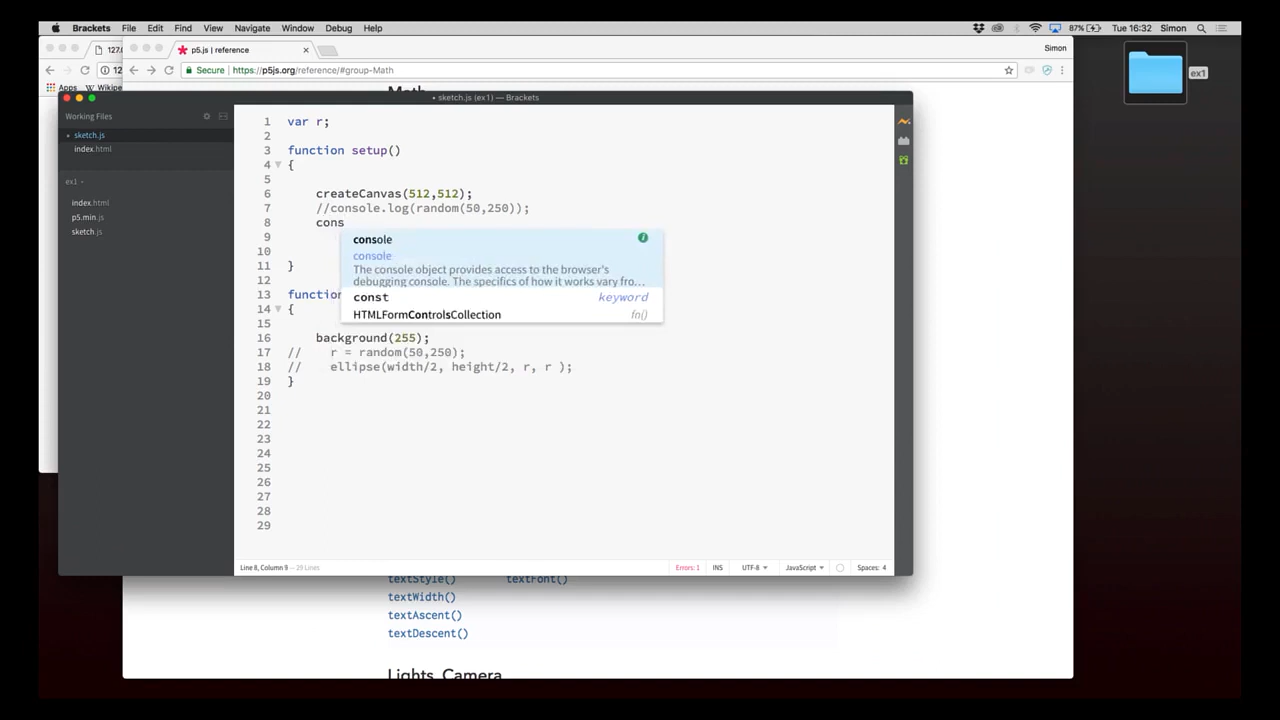 Brackets File Edit Find View Navigate Window Debug Help 87% Tue 16:32 Simon
127. p5.js | reference Simon
12 Secure https://p5js.org/reference/#group-Math
Apps Wikipe
ex1
• sketch.js (ex1) — Brackets
Working Files
• sketch.js
index.html
ex1
index.html
p5.min.js
sketch.js
1 var r;
2
3 function setup()
4 {
5
6 createCanvas(512,512);
7 //console.log(random(50,250));
8 cons
9
10
11 }
12
13 function
14 {
15
16 background(255);
17 // r = random(50,250);
18 // ellipse(width/2, height/2, r, r );
19 }
20
21
22
23
24
25
26
27
28
29
console
console
The console object provides access to the browser's
debugging console. The specifics of how it works vary fro…
const keyword
HTMLFormControlsCollection fn()
Line 8, Column 9 — 29 Lines Errors: 1 INS UTF-8 JavaScript Spaces: 4
textStyle() textFont()
textWidth()
textAscent()
textDescent()
Lights, Camera